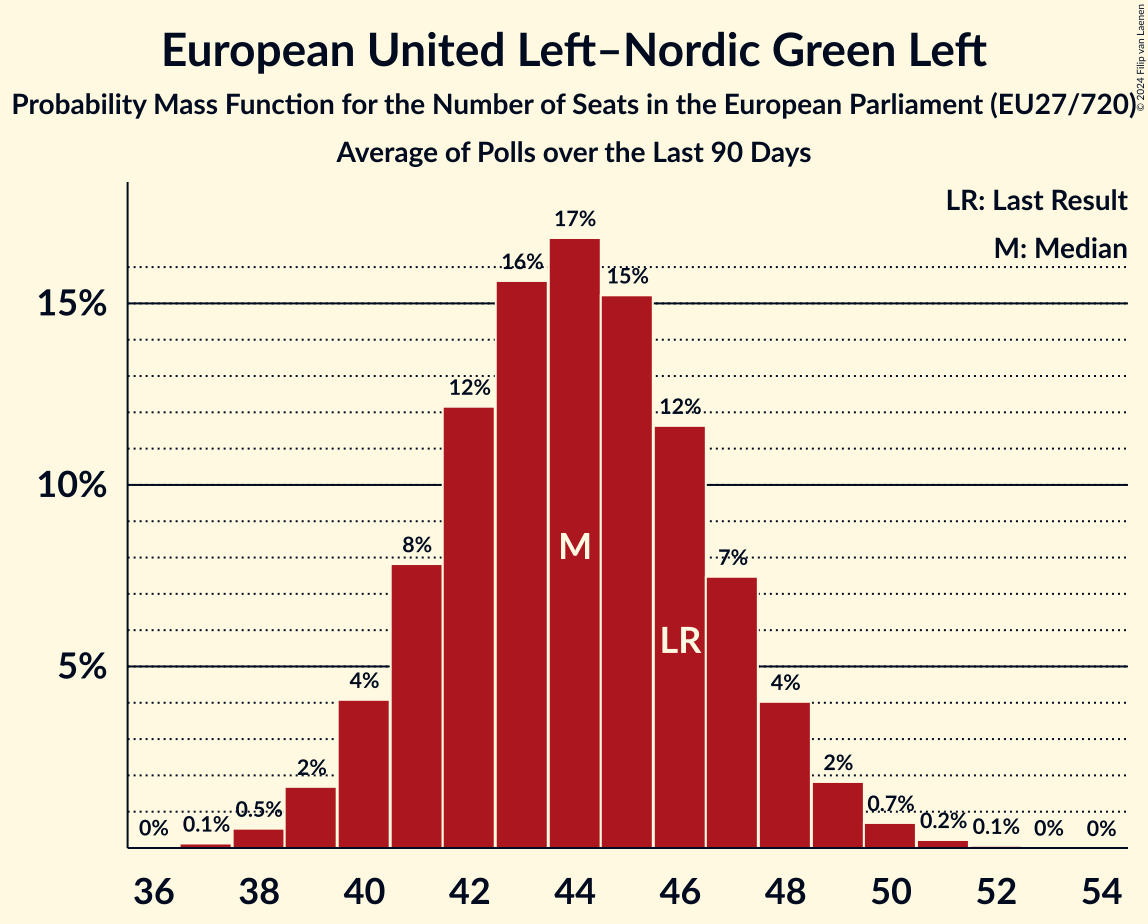 European United Left–Nordic Green Left
Probability Mass Function for the Number of Seats in the European Parliament (EU27/720)
Average of Polls over the Last 90 Days
© 2024 Filip van Laenen
LR: Last Result
M: Median
17%
16%
15%
15%
12%
12%
10%
8%
M
7%
LR
5%
4%
4%
2%
2%
0.5%
0.7%
0%
0.1%
0.2%
0.1%
0%
0%
36 38 40 42 44 46 48 50 52 54